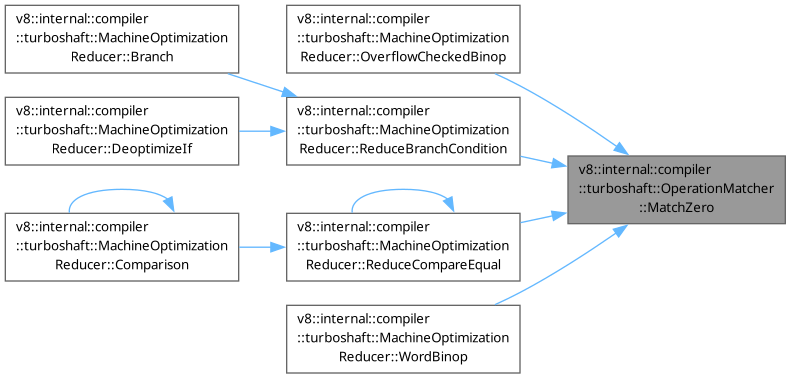 v8::internal::compiler
::turboshaft::MachineOptimization
Reducer::Branch
v8::internal::compiler
::turboshaft::MachineOptimization
Reducer::OverflowCheckedBinop
v8::internal::compiler
::turboshaft::MachineOptimization
Reducer::DeoptimizeIf
v8::internal::compiler
::turboshaft::MachineOptimization
Reducer::ReduceBranchCondition
v8::internal::compiler
::turboshaft::OperationMatcher
::MatchZero
v8::internal::compiler
::turboshaft::MachineOptimization
Reducer::Comparison
v8::internal::compiler
::turboshaft::MachineOptimization
Reducer::ReduceCompareEqual
v8::internal::compiler
::turboshaft::MachineOptimization
Reducer::WordBinop